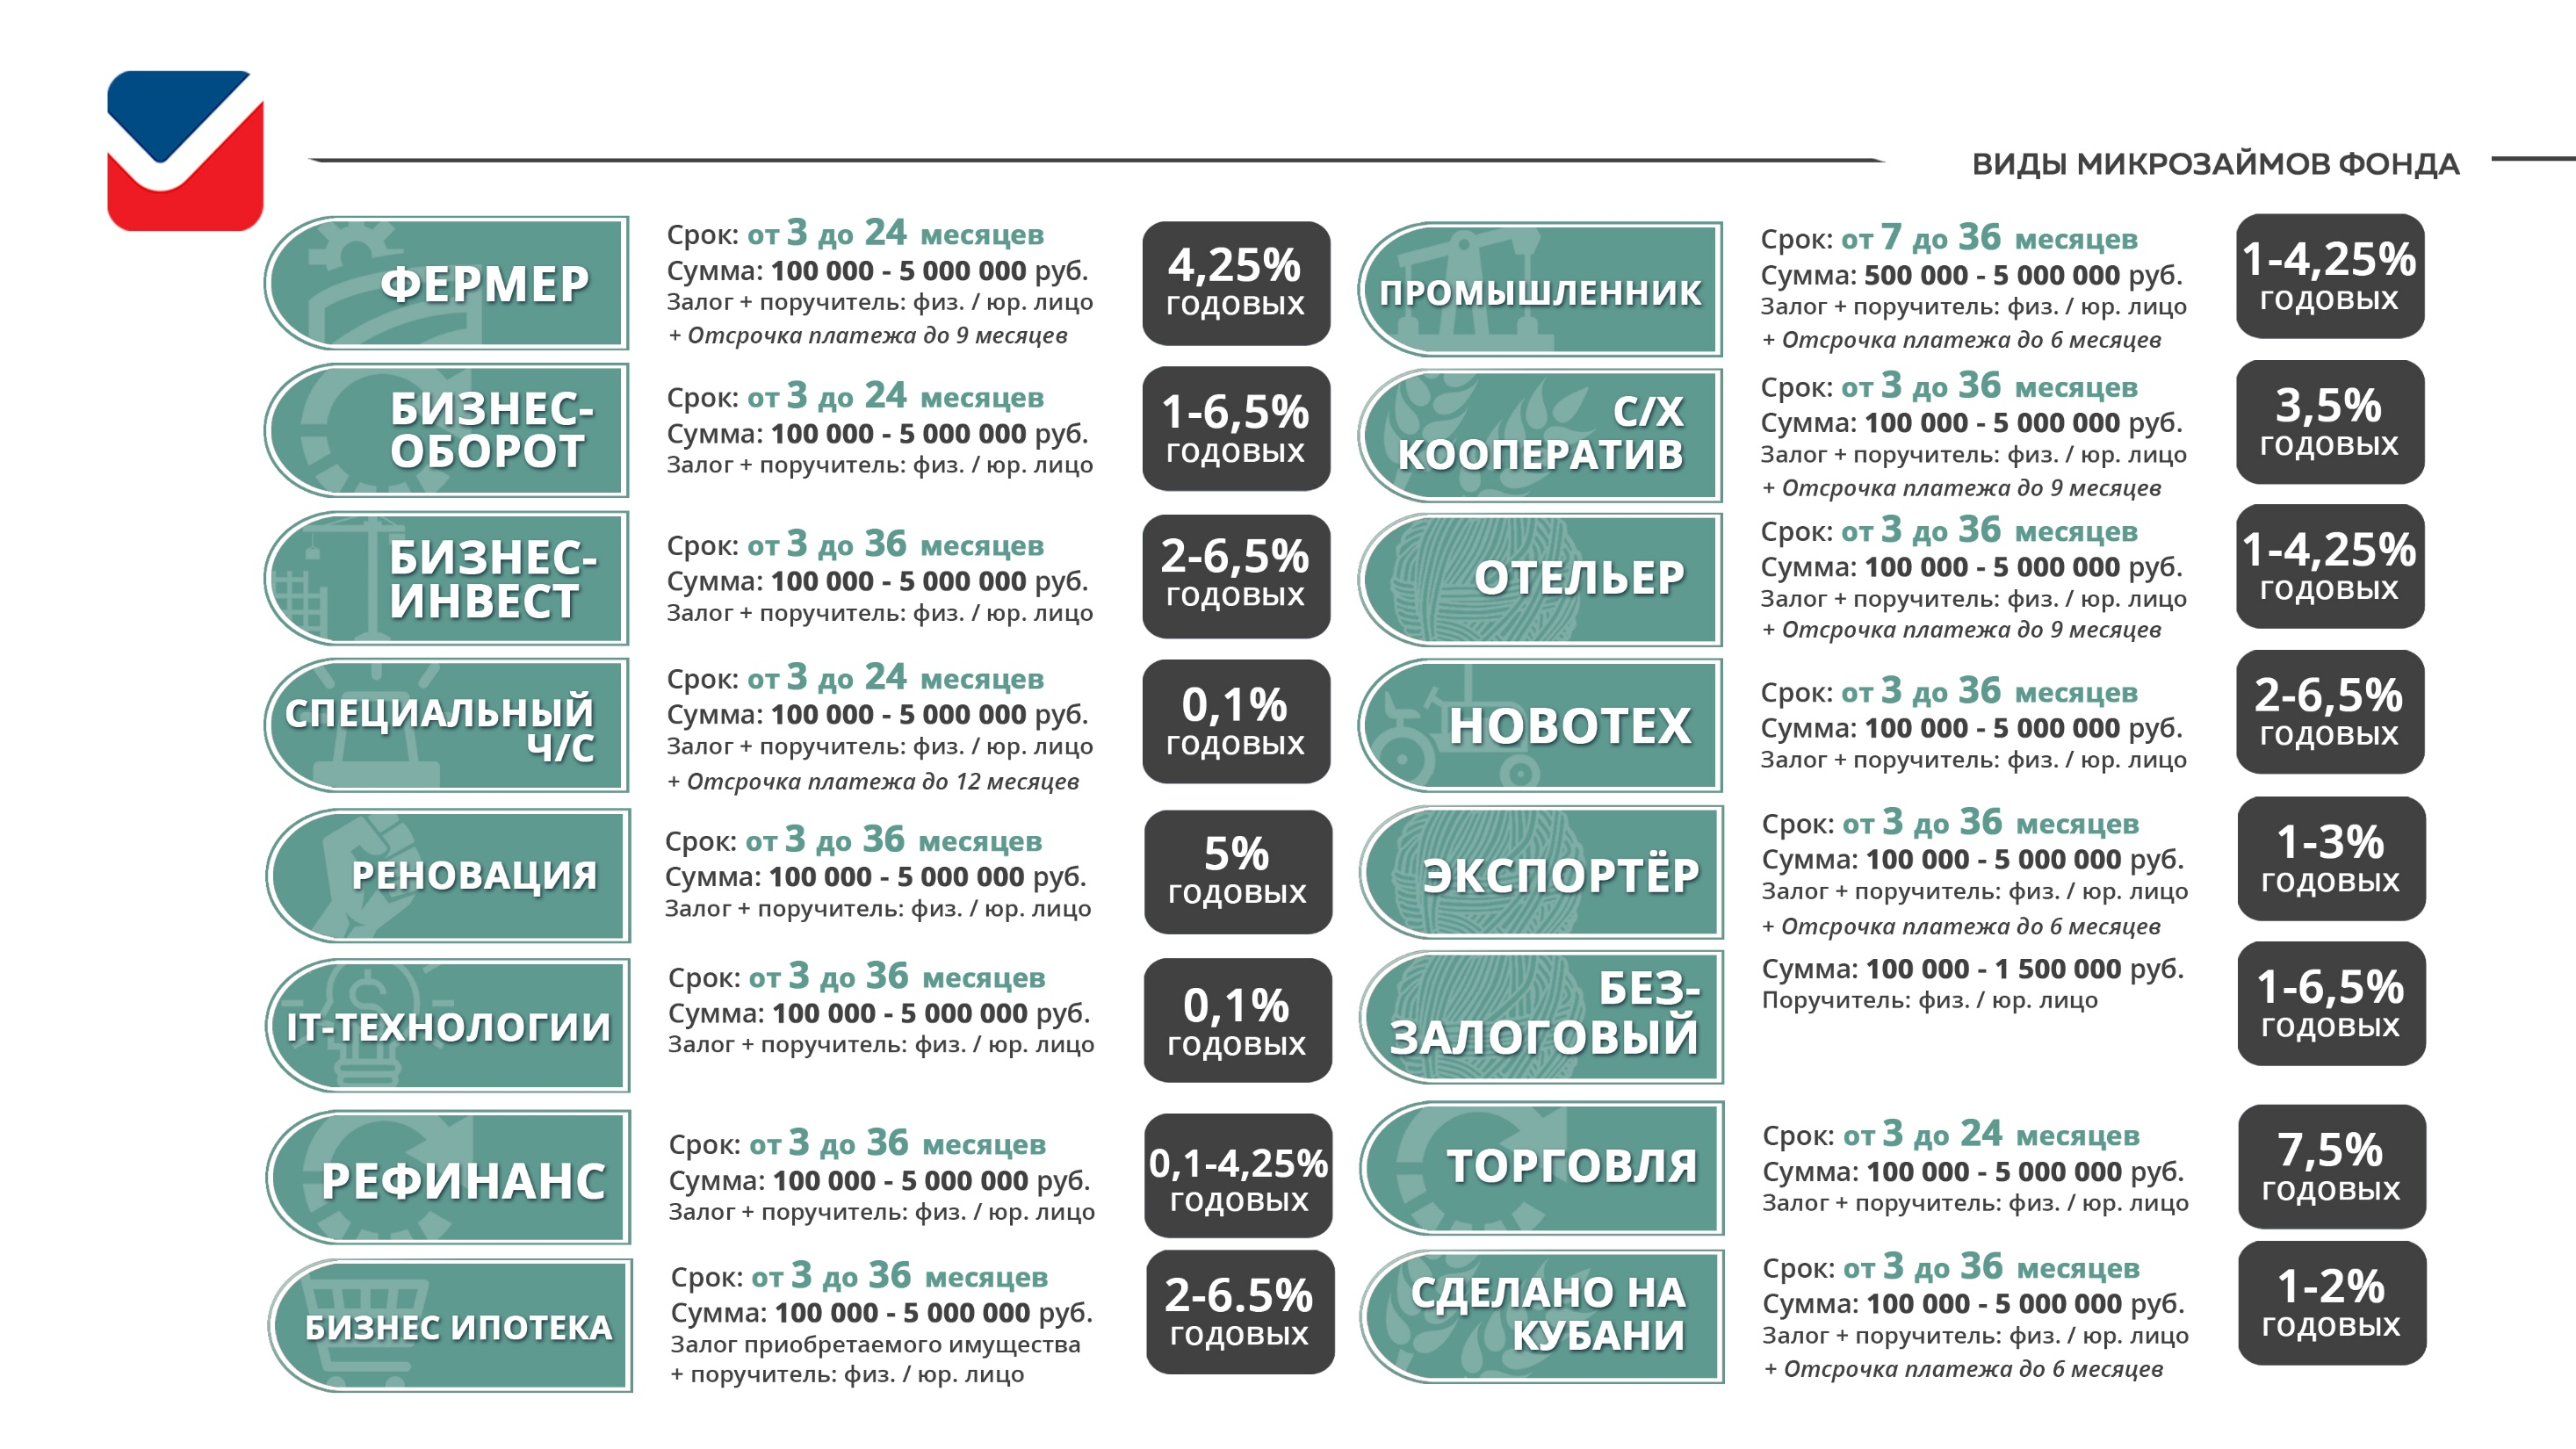 ВИДЫ МИКРОЗАЙМОВ ФОНДА
ФЕРМЕР
Срок: от 3 до 24 месяцев
Сумма: 100 000 - 5 000 000 руб.
Залог + поручитель: физ. / юр. лицо
+ Отсрочка платежа до 9 месяцев
4,25%
годовых
БИЗНЕС-
ОБОРОТ
Срок: от 3 до 24 месяцев
Сумма: 100 000 - 5 000 000 руб.
Залог + поручитель: физ. / юр. лицо
1-6,5%
годовых
БИЗНЕС-
ИНВЕСТ
Срок: от 3 до 36 месяцев
Сумма: 100 000 - 5 000 000 руб.
Залог + поручитель: физ. / юр. лицо
2-6,5%
годовых
СПЕЦИАЛЬНЫЙ
Ч/С
Срок: от 3 до 24 месяцев
Сумма: 100 000 - 5 000 000 руб.
Залог + поручитель: физ. / юр. лицо
+ Отсрочка платежа до 12 месяцев
0,1%
годовых
РЕНОВАЦИЯ
Срок: от 3 до 36 месяцев
Сумма: 100 000 - 5 000 000 руб.
Залог + поручитель: физ. / юр. лицо
5%
годовых
IT-ТЕХНОЛОГИИ
Срок: от 3 до 36 месяцев
Сумма: 100 000 - 5 000 000 руб.
Залог + поручитель: физ. / юр. лицо
0,1%
годовых
РЕФИНАНС
Срок: от 3 до 36 месяцев
Сумма: 100 000 - 5 000 000 руб.
Залог + поручитель: физ. / юр. лицо
0,1-4,25%
годовых
БИЗНЕС ИПОТЕКА
Срок: от 3 до 36 месяцев
Сумма: 100 000 - 5 000 000 руб.
Залог приобретаемого имущества
+ поручитель: физ. / юр. лицо
2-6.5%
годовых
ПРОМЫШЛЕННИК
Срок: от 7 до 36 месяцев
Сумма: 500 000 - 5 000 000 руб.
Залог + поручитель: физ. / юр. лицо
+ Отсрочка платежа до 6 месяцев
1-4,25%
годовых
С/Х
КООПЕРАТИВ
Срок: от 3 до 36 месяцев
Сумма: 100 000 - 5 000 000 руб.
Залог + поручитель: физ. / юр. лицо
+ Отсрочка платежа до 9 месяцев
3,5%
годовых
ОТЕЛЬЕР
Срок: от 3 до 36 месяцев
Сумма: 100 000 - 5 000 000 руб.
Залог + поручитель: физ. / юр. лицо
+ Отсрочка платежа до 9 месяцев
1-4,25%
годовых
НОВОТЕХ
Срок: от 3 до 36 месяцев
Сумма: 100 000 - 5 000 000 руб.
Залог + поручитель: физ. / юр. лицо
2-6,5%
годовых
ЭКСПОРТЁР
Срок: от 3 до 36 месяцев
Сумма: 100 000 - 5 000 000 руб.
Залог + поручитель: физ. / юр. лицо
+ Отсрочка платежа до 6 месяцев
1-3%
годовых
БЕЗ-
ЗАЛОГОВЫЙ
Сумма: 100 000 - 1 500 000 руб.
Поручитель: физ. / юр. лицо
1-6,5%
годовых
ТОРГОВЛЯ
Срок: от 3 до 24 месяцев
Сумма: 100 000 - 5 000 000 руб.
Залог + поручитель: физ. / юр. лицо
7,5%
годовых
СДЕЛАНО НА
КУБАНИ
Срок: от 3 до 36 месяцев
Сумма: 100 000 - 5 000 000 руб.
Залог + поручитель: физ. / юр. лицо
+ Отсрочка платежа до 6 месяцев
1-2%
годовых